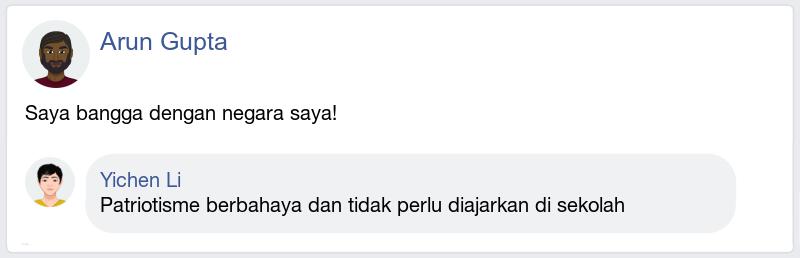 Arun Gupta
Saya bangga dengan negara saya!
Yichen Li
Patriotisme berbahaya dan tidak perlu diajarkan di sekolah